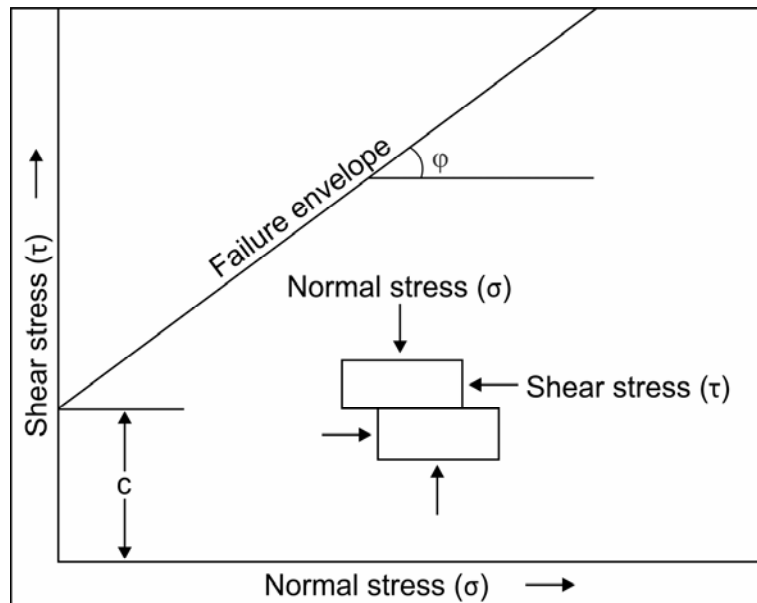 Shear stress (τ)
Failure envelope
φ
Normal stress (σ)
Shear stress (τ)
c
Normal stress (σ)